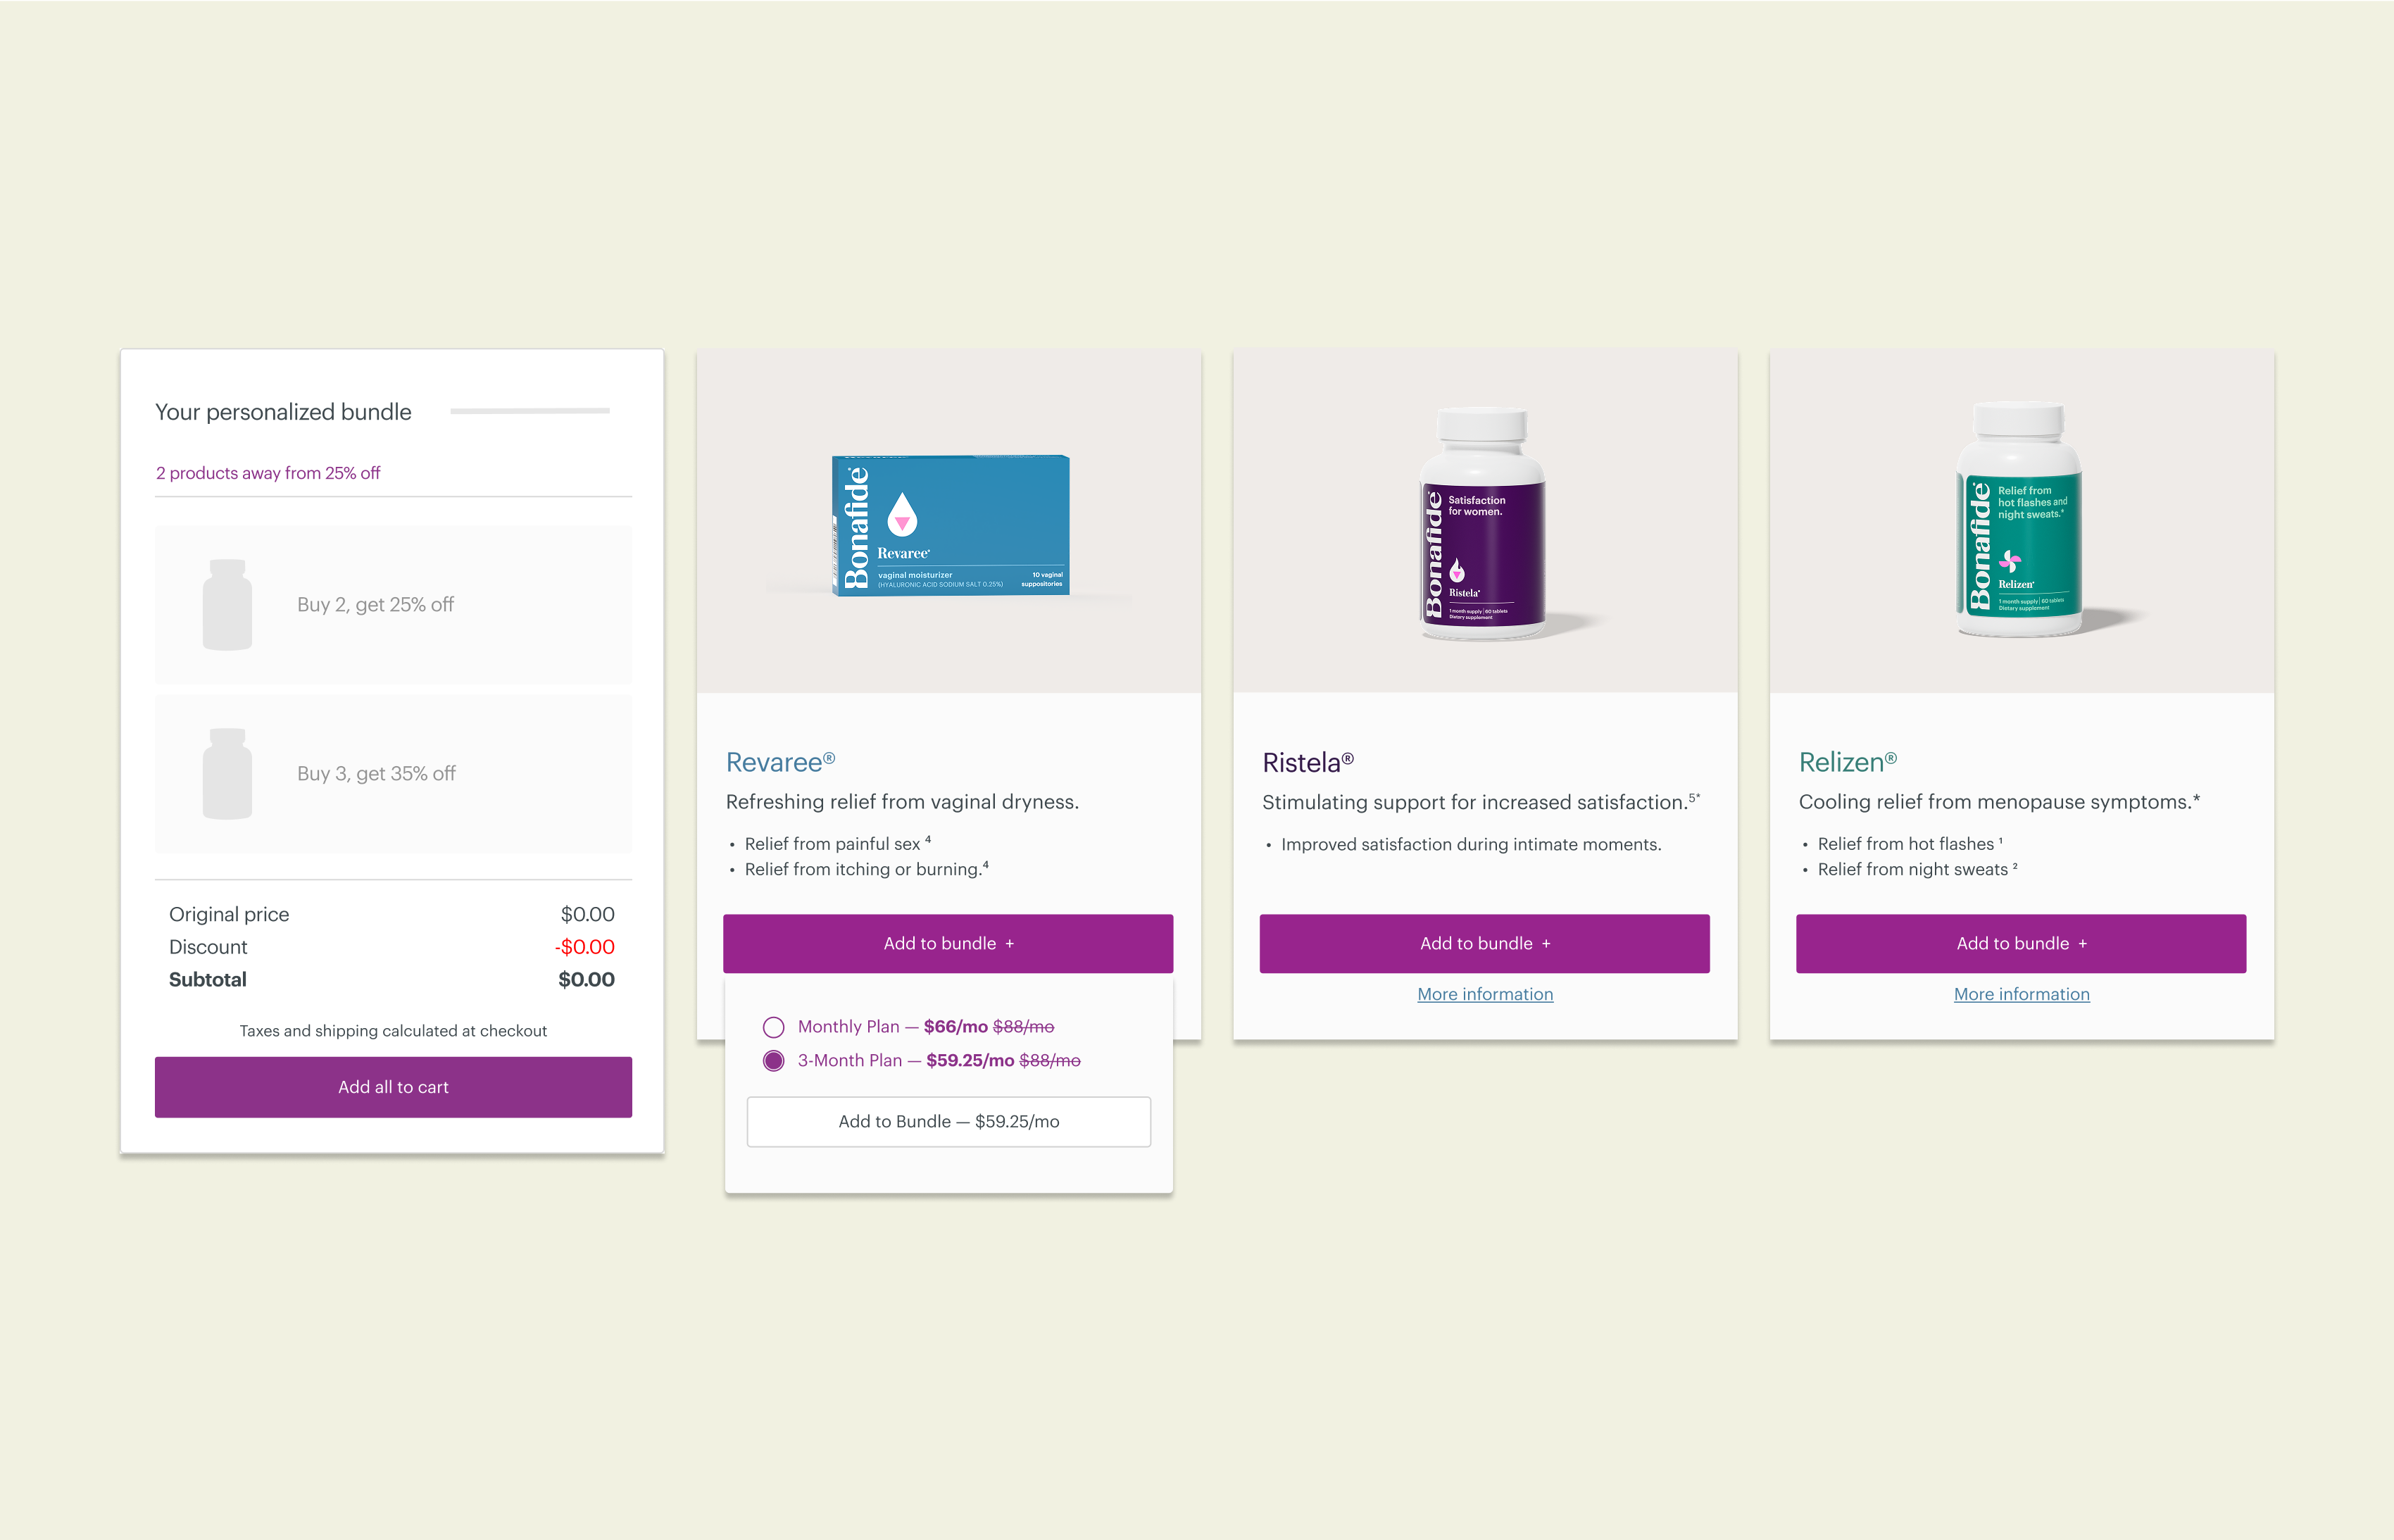 Your personalized bundle
2 products away from 25% off
Buy 2, get 25% off
Buy 3, get 35% off
Original price $0.00
Discount -$0.00
Subtotal $0.00
Taxes and shipping calculated at checkout
Add all to cart
Bonafide
Revaree
vaginal moisturizer
(HYALURONIC ACID SODIUM SALT 0.25%)
10 vaginal
suppositories
Revaree®
Refreshing relief from vaginal dryness.
• Relief from painful sex ⁴
• Relief from itching or burning.⁴
Add to bundle +
Monthly Plan — $66/mo $88/mo
3-Month Plan — $59.25/mo $88/mo
Add to Bundle — $59.25/mo
Bonafide
Satisfaction
for women.
Ristela
1 month supply | 60 tablets
Dietary supplement
Ristela®
Stimulating support for increased satisfaction.⁵*
• Improved satisfaction during intimate moments.
Add to bundle +
More information
Bonafide
Relief from
hot flashes and
night sweats.*
Relizen
1 month supply | 60 tablets
Dietary supplement
Relizen®
Cooling relief from menopause symptoms.*
• Relief from hot flashes ¹
• Relief from night sweats ²
Add to bundle +
More information